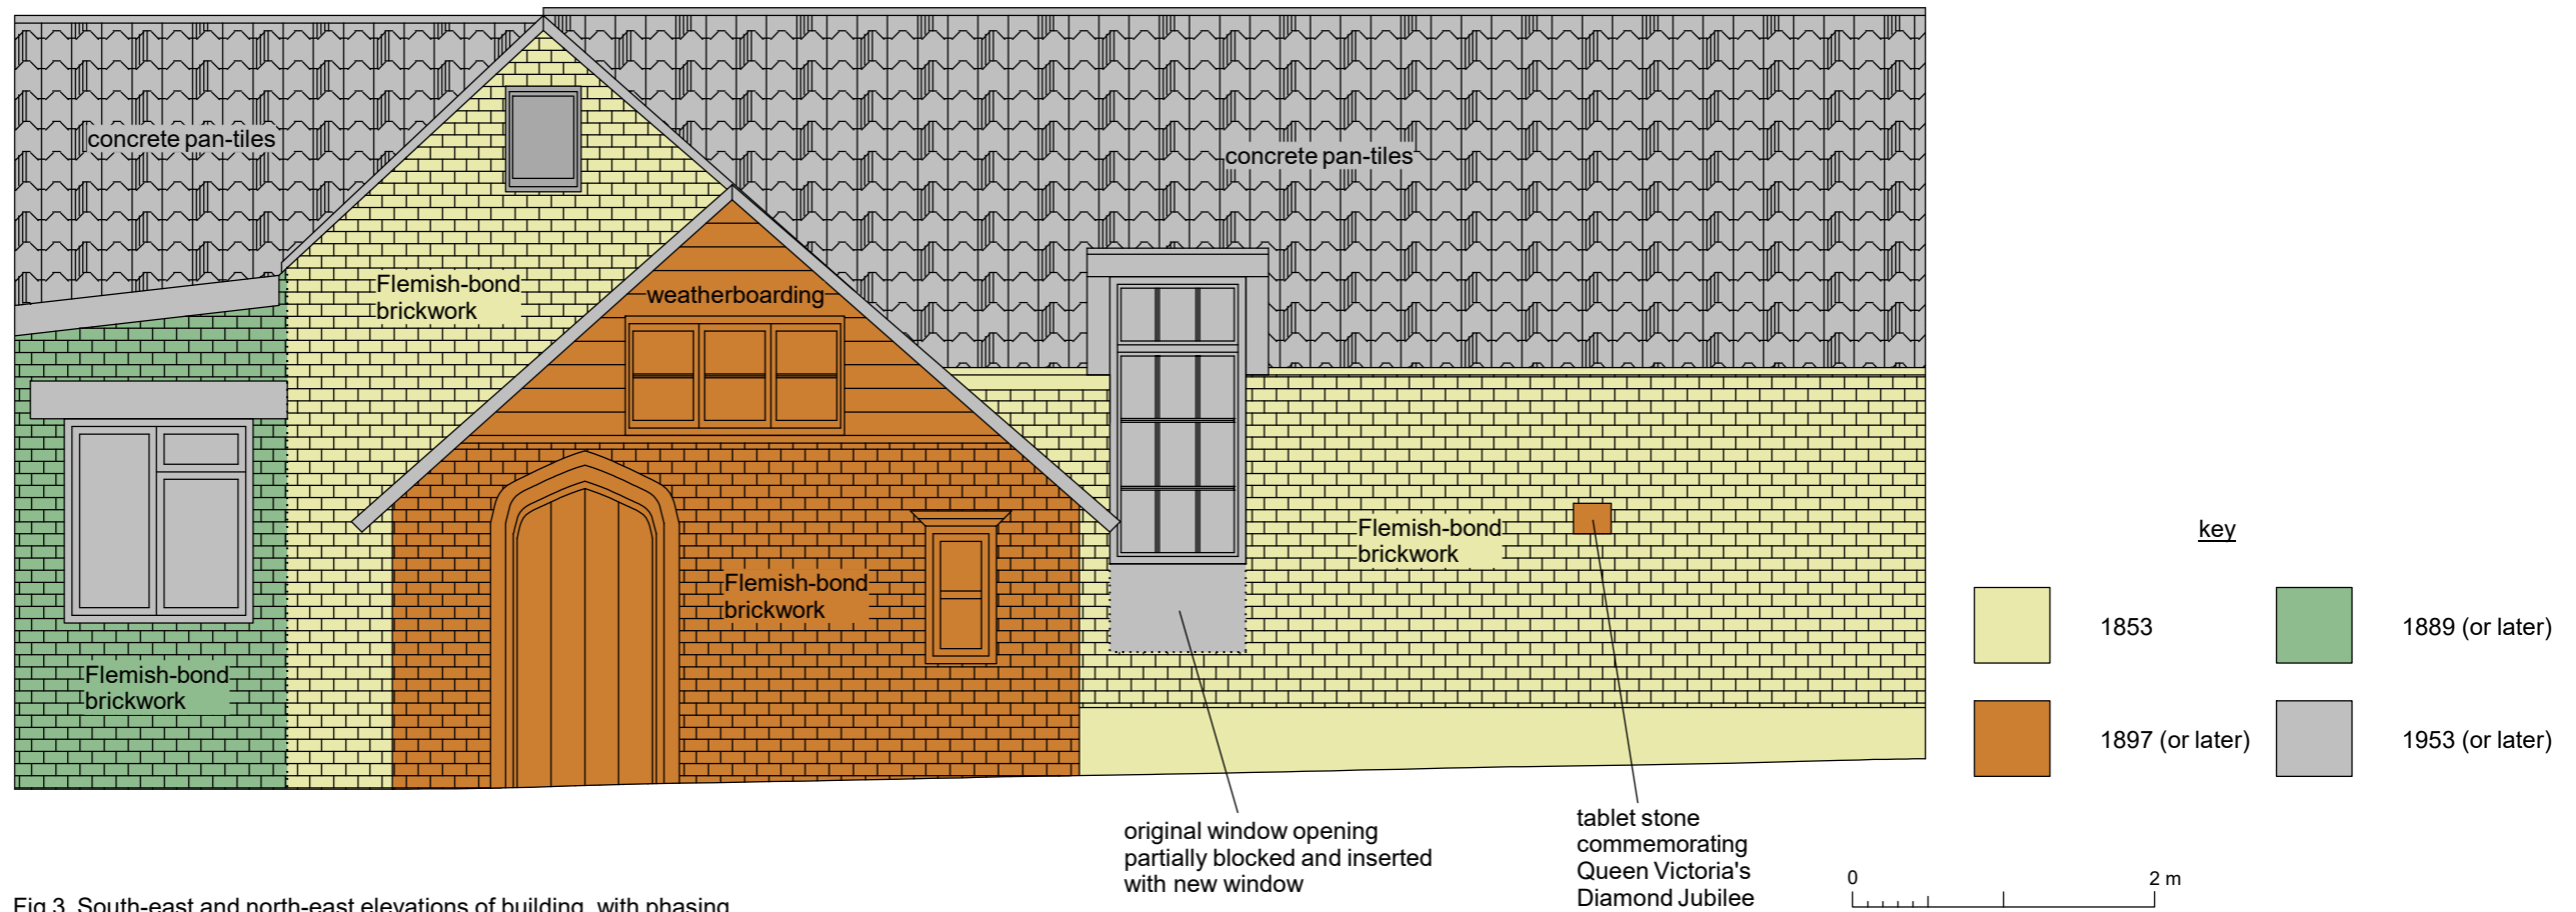 concrete pan-tiles
concrete pan-tiles
Flemish-bond
brickwork
weatherboarding
Flemish-bond
brickwork
Flemish-bond
brickwork
Flemish-bond
brickwork
key
1853
1889 (or later)
1897 (or later)
1953 (or later)
original window opening
partially blocked and inserted
with new window
tablet stone
commemorating
Queen Victoria's
Diamond Jubilee
0 2 m
Fig 3 South-east and north-east elevations of building, with phasing